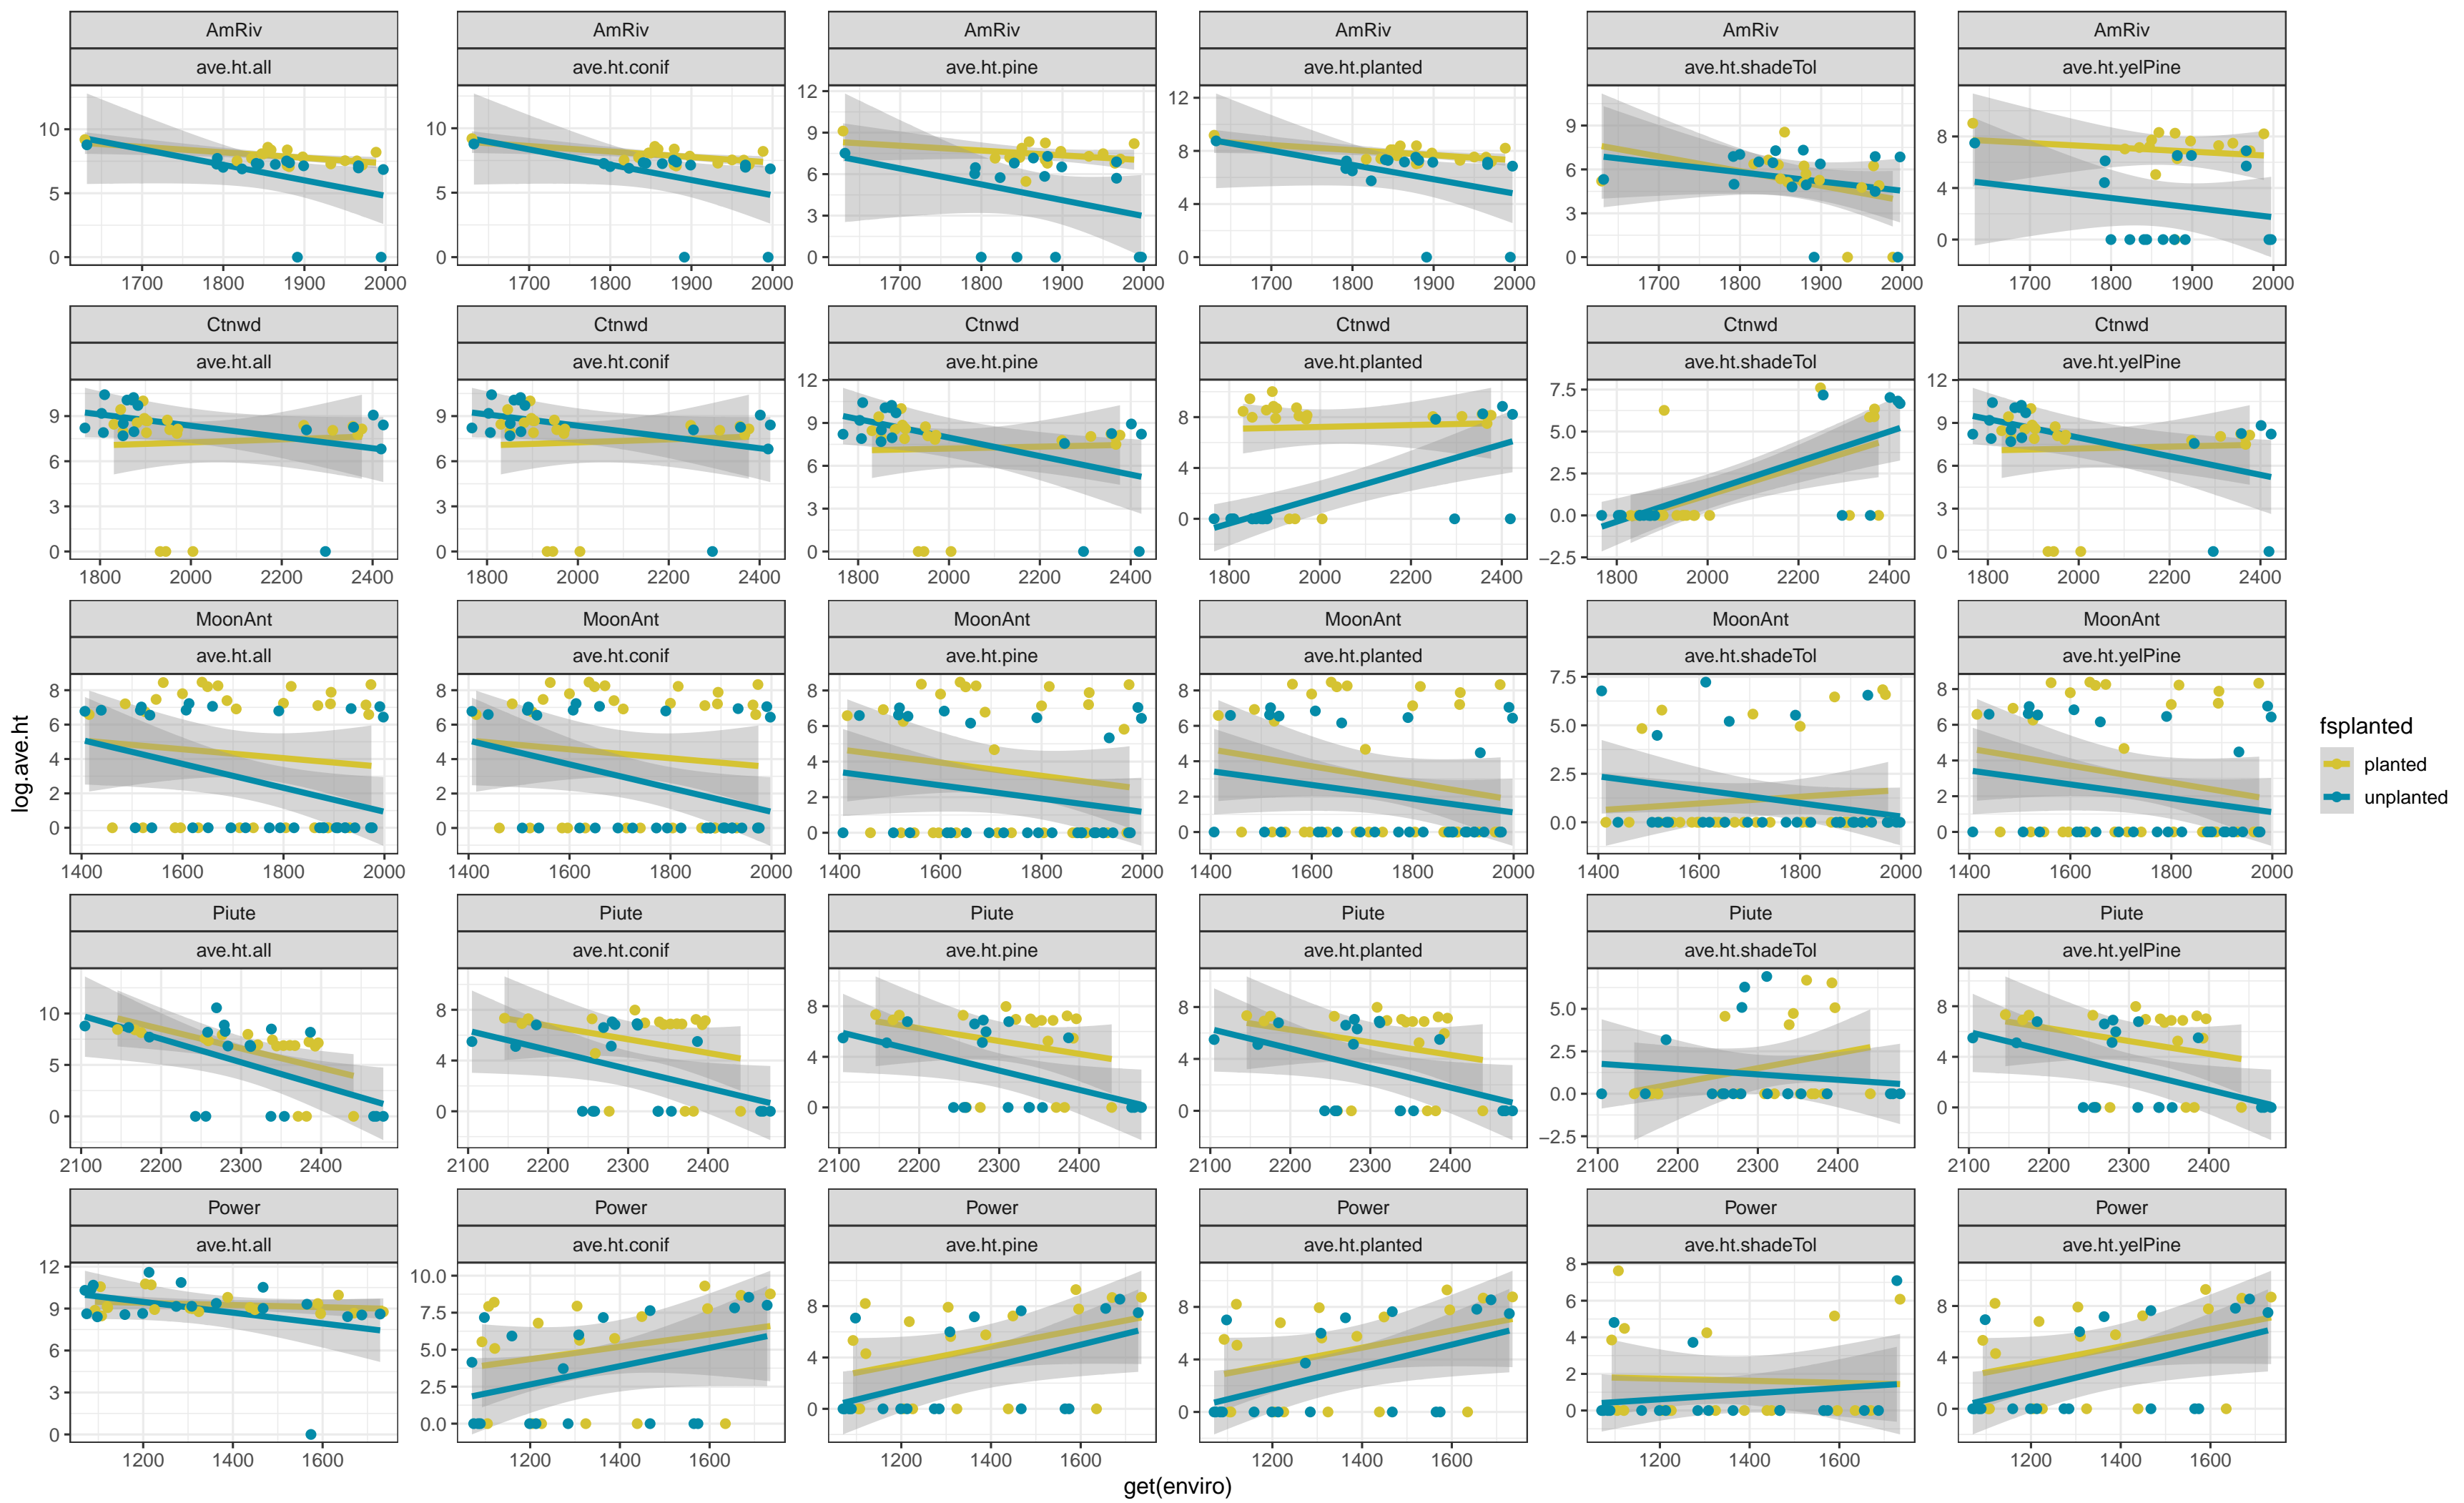 AmRiv AmRiv AmRiv AmRiv AmRiv AmRiv
ave.ht.all ave.ht.conif ave.ht.pine ave.ht.planted ave.ht.shadeTol ave.ht.yelPine
10 5 0 10 5 0 12 9 6 3 0 12 8 4 0 9 6 3 0 8 4 0
1700 1800 1900 2000 1700 1800 1900 2000 1700 1800 1900 2000 1700 1800 1900 2000 1700 1800 1900 2000 1700 1800 1900 2000
Ctnwd Ctnwd Ctnwd Ctnwd Ctnwd Ctnwd
ave.ht.all ave.ht.conif ave.ht.pine ave.ht.planted ave.ht.shadeTol ave.ht.yelPine
9 6 3 0 9 6 3 0 12 9 6 3 0 8 4 0 7.5 5.0 2.5 0.0 −2.5 12 9 6 3 0
1800 2000 2200 2400 1800 2000 2200 2400 1800 2000 2200 2400 1800 2000 2200 2400 1800 2000 2200 2400 1800 2000 2200 2400
MoonAnt MoonAnt MoonAnt MoonAnt MoonAnt MoonAnt
ave.ht.all ave.ht.conif ave.ht.pine ave.ht.planted ave.ht.shadeTol ave.ht.yelPine
8 6 4 2 0 8 6 4 2 0 8 6 4 2 0 8 6 4 2 0 7.5 5.0 2.5 0.0 8 6 4 2 0
1400 1600 1800 2000 1400 1600 1800 2000 1400 1600 1800 2000 1400 1600 1800 2000 1400 1600 1800 2000 1400 1600 1800 2000
Piute Piute Piute Piute Piute Piute
ave.ht.all ave.ht.conif ave.ht.pine ave.ht.planted ave.ht.shadeTol ave.ht.yelPine
10 5 0 8 4 0 8 4 0 8 4 0 5.0 2.5 0.0 −2.5 8 4 0
2100 2200 2300 2400 2100 2200 2300 2400 2100 2200 2300 2400 2100 2200 2300 2400 2100 2200 2300 2400 2100 2200 2300 2400
Power Power Power Power Power Power
ave.ht.all ave.ht.conif ave.ht.pine ave.ht.planted ave.ht.shadeTol ave.ht.yelPine
12 9 6 3 0 10.0 7.5 5.0 2.5 0.0 8 4 0 8 4 0 8 6 4 2 0 8 4 0
1200 1400 1600 1200 1400 1600 1200 1400 1600 1200 1400 1600 1200 1400 1600 1200 1400 1600
get(enviro)
log.ave.ht
fsplanted
planted
unplanted